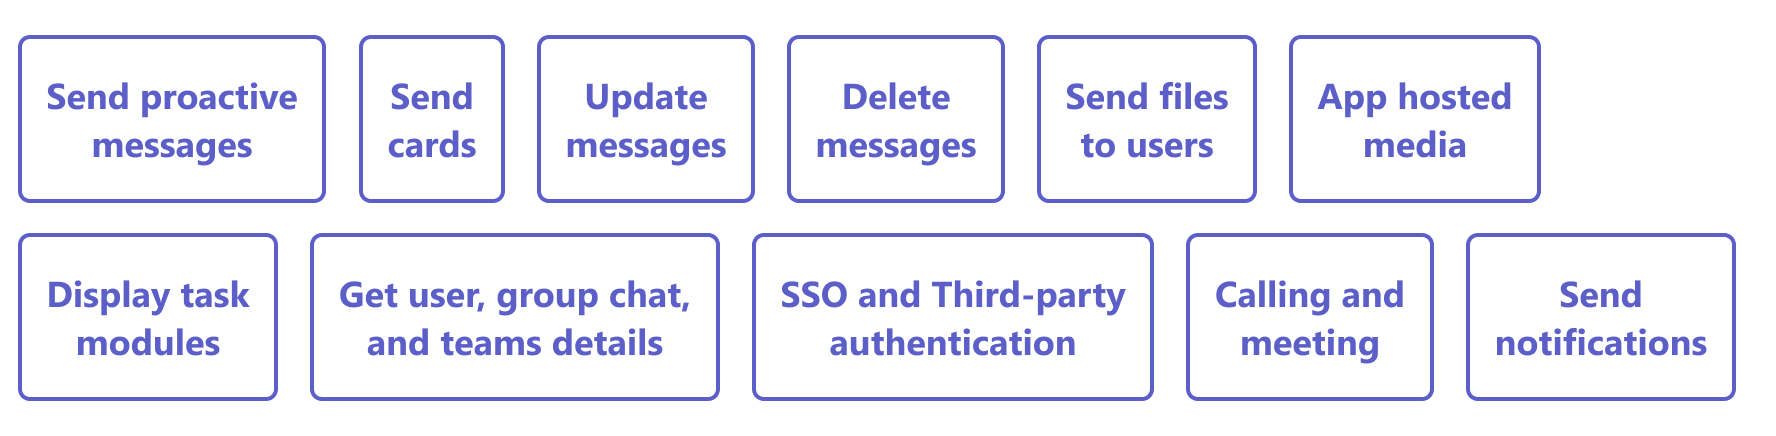 Send proactive
messages
Send
cards
Update
messages
Delete
messages
Send files
to users
App hosted
media
Display task
modules
Get user, group chat,
and teams details
SSO and Third-party
authentication
Calling and
meeting
Send
notifications